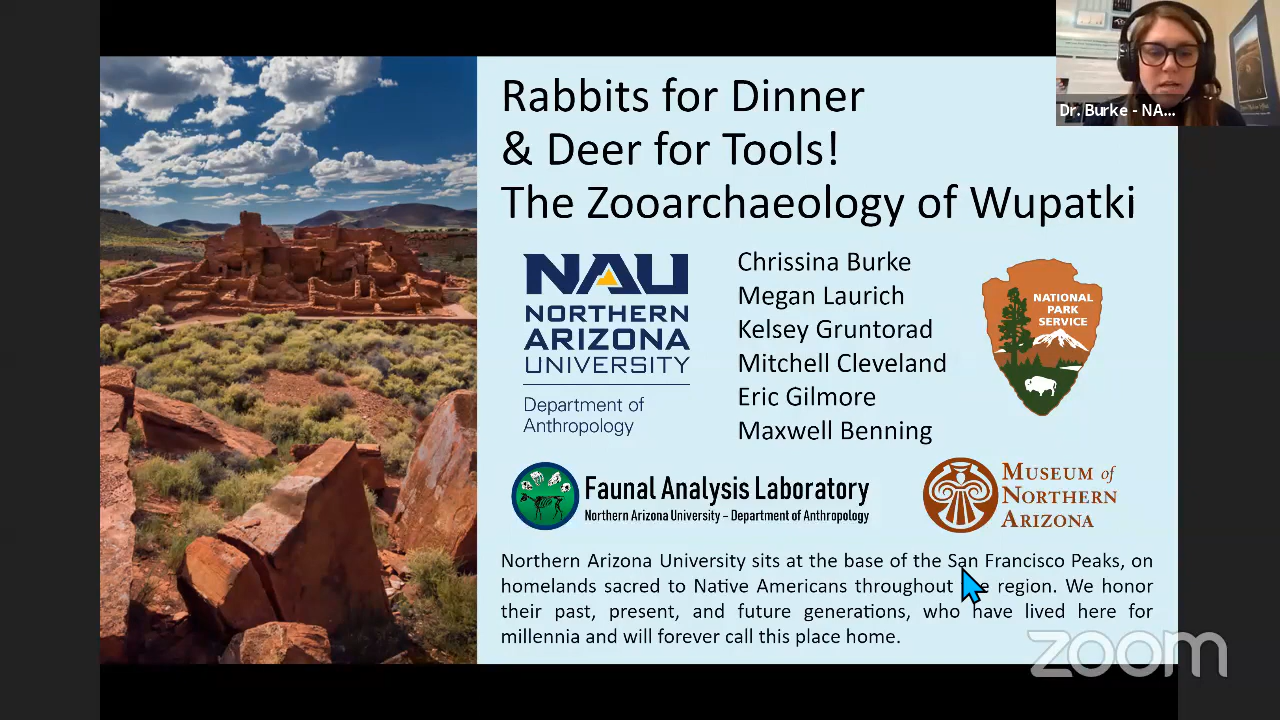 Rabbits for Dinner
& Deer for Tools!
The Zooarchaeology of Wupatki
Dr. Burke - NA...
NAU
NORTHERN
ARIZONA
UNIVERSITY
Department of
Anthropology
Chrissina Burke
Megan Laurich
Kelsey Gruntorad
Mitchell Cleveland
Eric Gilmore
Maxwell Benning
NATIONAL
PARK
SERVICE
Faunal Analysis Laboratory
Northern Arizona University – Department of Anthropology
MUSEUM of
NORTHERN
ARIZONA
Northern Arizona University sits at the base of the San Francisco Peaks, on
homelands sacred to Native Americans throughout the region. We honor
their past, present, and future generations, who have lived here for
millennia and will forever call this place home.
zoom